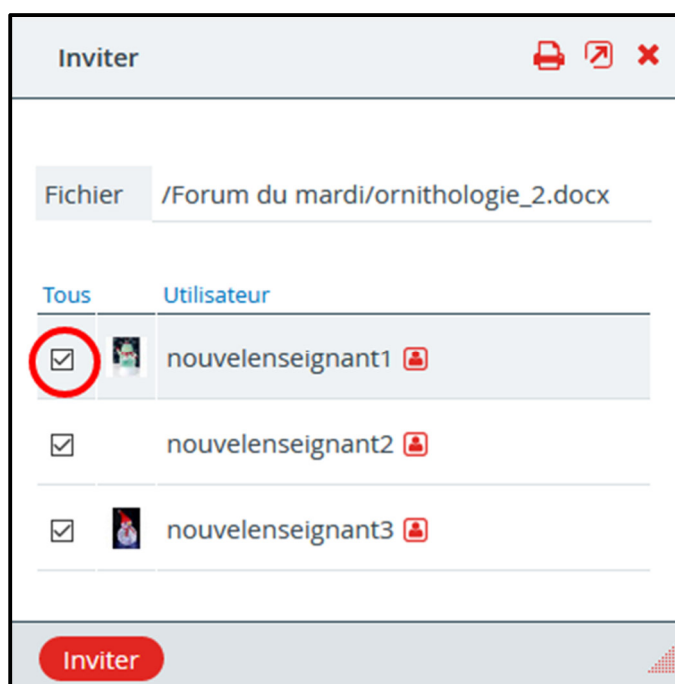 Inviter
Fichier /Forum du mardi/ornithologie_2.docx
Tous Utilisateur
nouvelenseignant1
nouvelenseignant2
nouvelenseignant3
Inviter